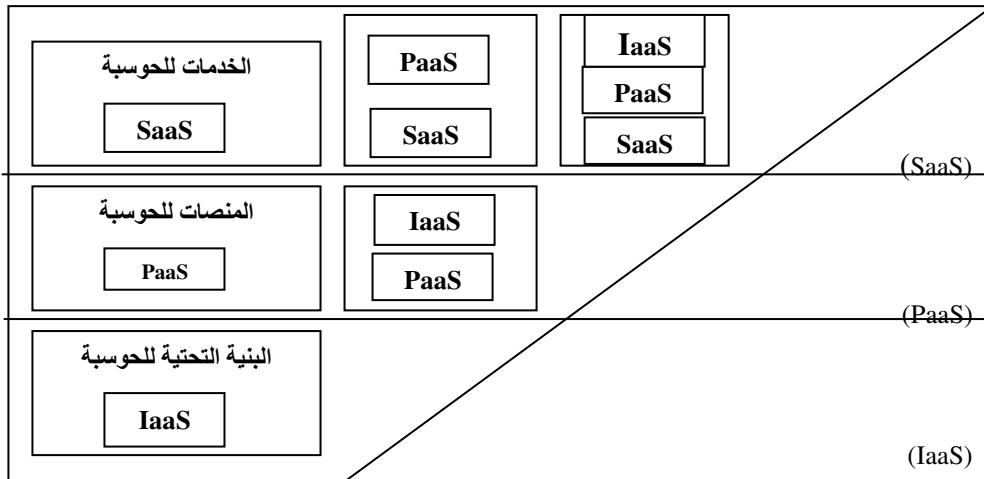 الخدمات للحوسبة
SaaS
PaaS
SaaS
IaaS
PaaS
SaaS
(SaaS)
المنصات للحوسبة
PaaS
IaaS
PaaS
(PaaS)
البنية التحتية للحوسبة
IaaS
(IaaS)